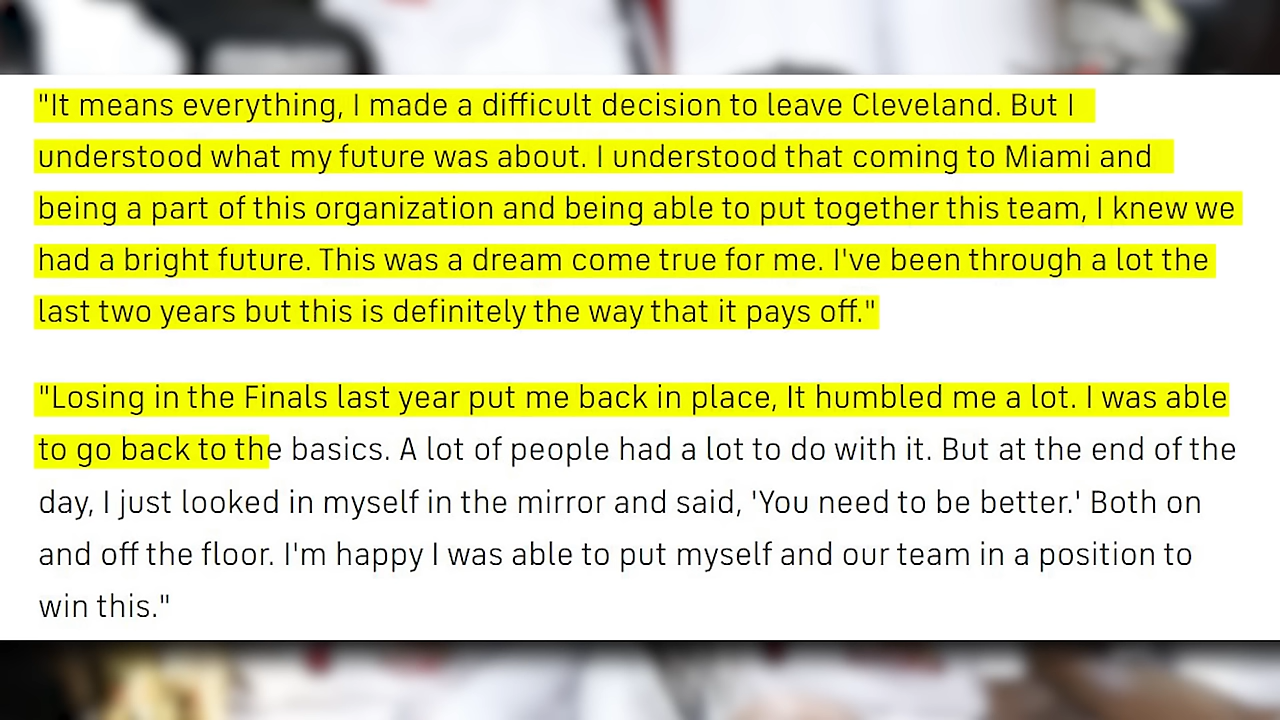 "It means everything, I made a difficult decision to leave Cleveland. But I
understood what my future was about. I understood that coming to Miami and
being a part of this organization and being able to put together this team, I knew we
had a bright future. This was a dream come true for me. I've been through a lot the
last two years but this is definitely the way that it pays off."
"Losing in the Finals last year put me back in place, It humbled me a lot. I was able
to go back to the basics. A lot of people had a lot to do with it. But at the end of the
day, I just looked in myself in the mirror and said, 'You need to be better.' Both on
and off the floor. I'm happy I was able to put myself and our team in a position to
win this."